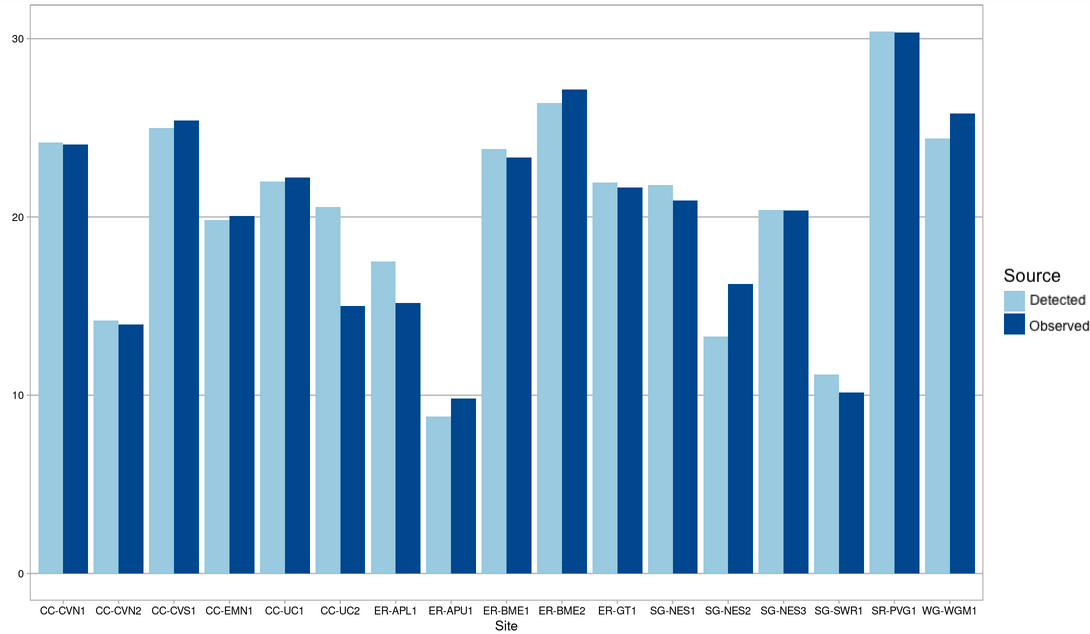 30
20
10
0
CC-CVN1 CC-CVN2 CC-CVS1 CC-EMN1 CC-UC1 CC-UC2 ER-APL1 ER-APU1 ER-BME1 ER-BME2 ER-GT1 SG-NES1 SG-NES2 SG-NES3 SG-SWR1 SR-PVG1 WG-WGM1
Site
Source
Detected
Observed